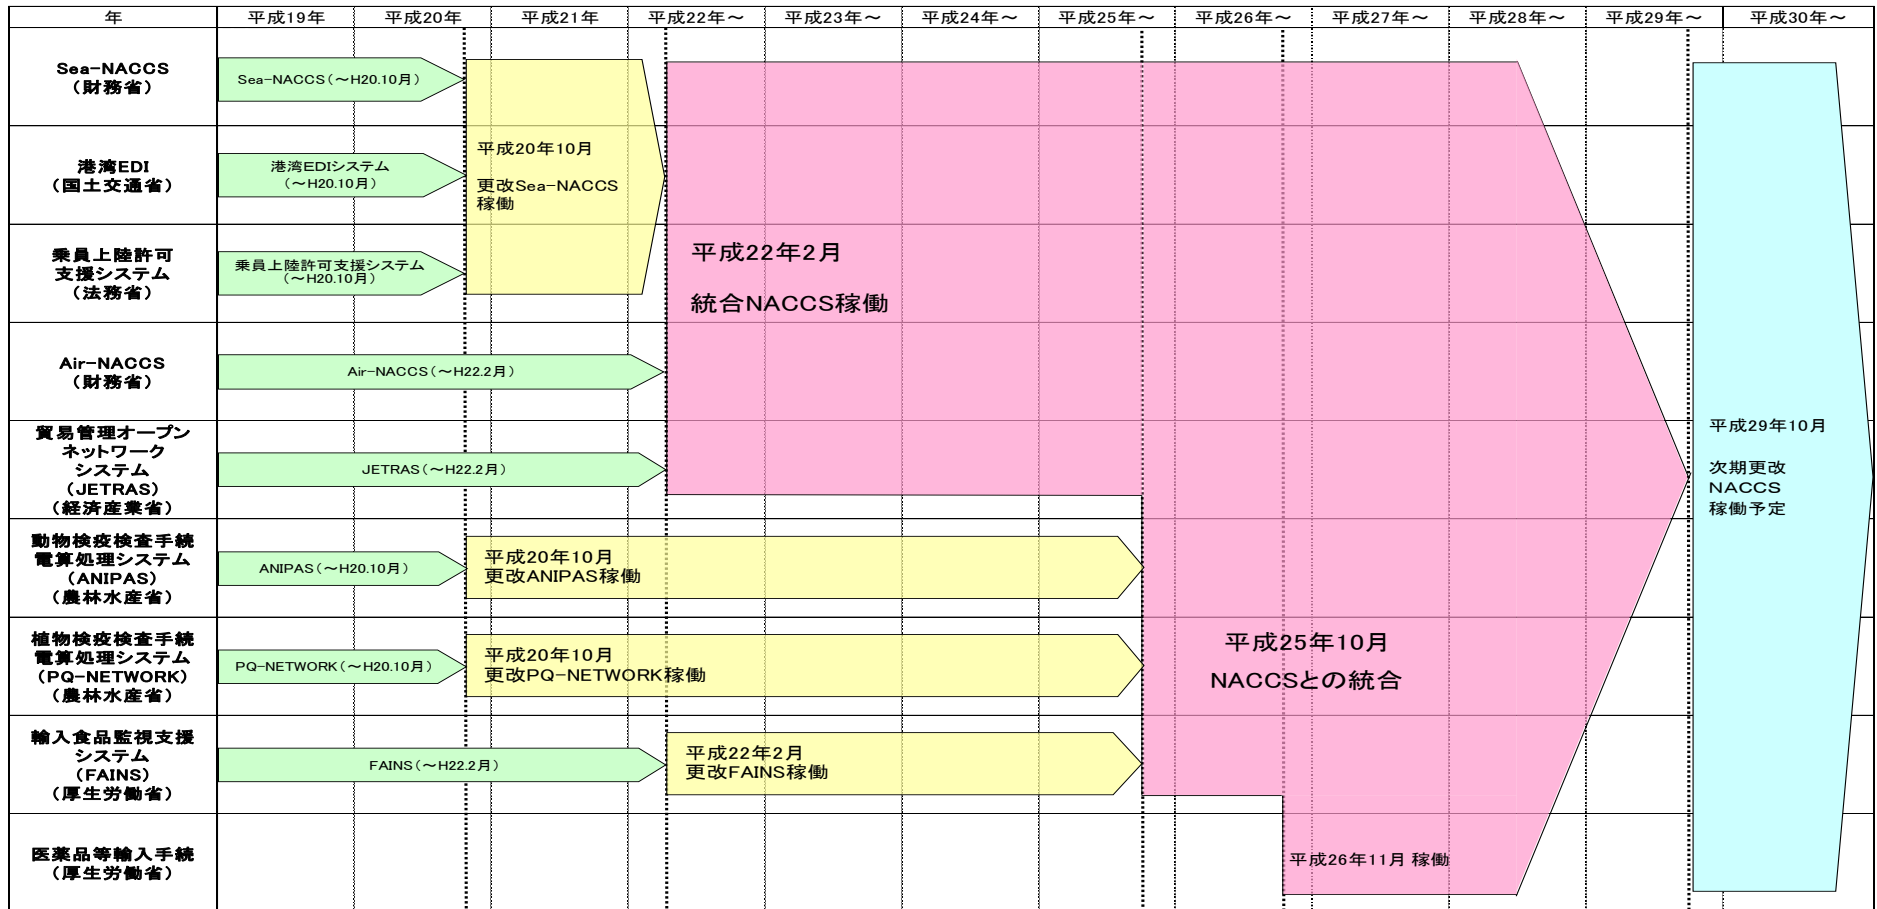 年
平成19年
平成20年
平成21年
平成22年～
平成23年～
平成24年～
平成25年～
平成26年～
平成27年～
平成28年～
平成29年～
平成30年～
Sea-NACCS
（財務省）
Sea-NACCS（～H20.10月）
港湾EDI
（国土交通省）
港湾EDIシステム
（～H20.10月）
平成20年10月
更改Sea-NACCS
稼働
乗員上陸許可
支援システム
（法務省）
乗員上陸許可支援システム
（～H20.10月）
平成22年2月
統合NACCS稼働
Air-NACCS
（財務省）
Air-NACCS（～H22.2月）
貿易管理オープン
ネットワーク
システム
（JETRAS）
（経済産業省）
JETRAS（～H22.2月）
平成29年10月
次期更改
NACCS
稼働予定
動物検疫検査手続
電算処理システム
（ANIPAS）
（農林水産省）
ANIPAS（～H20.10月）
平成20年10月
更改ANIPAS稼働
植物検疫検査手続
電算処理システム
（PQ-NETWORK）
（農林水産省）
PQ-NETWORK（～H20.10月）
平成20年10月
更改PQ-NETWORK稼働
平成25年10月
NACCSとの統合
輸入食品監視支援
システム
（FAINS）
（厚生労働省）
FAINS（～H22.2月）
平成22年2月
更改FAINS稼働
医薬品等輸入手続
（厚生労働省）
平成26年11月 稼働